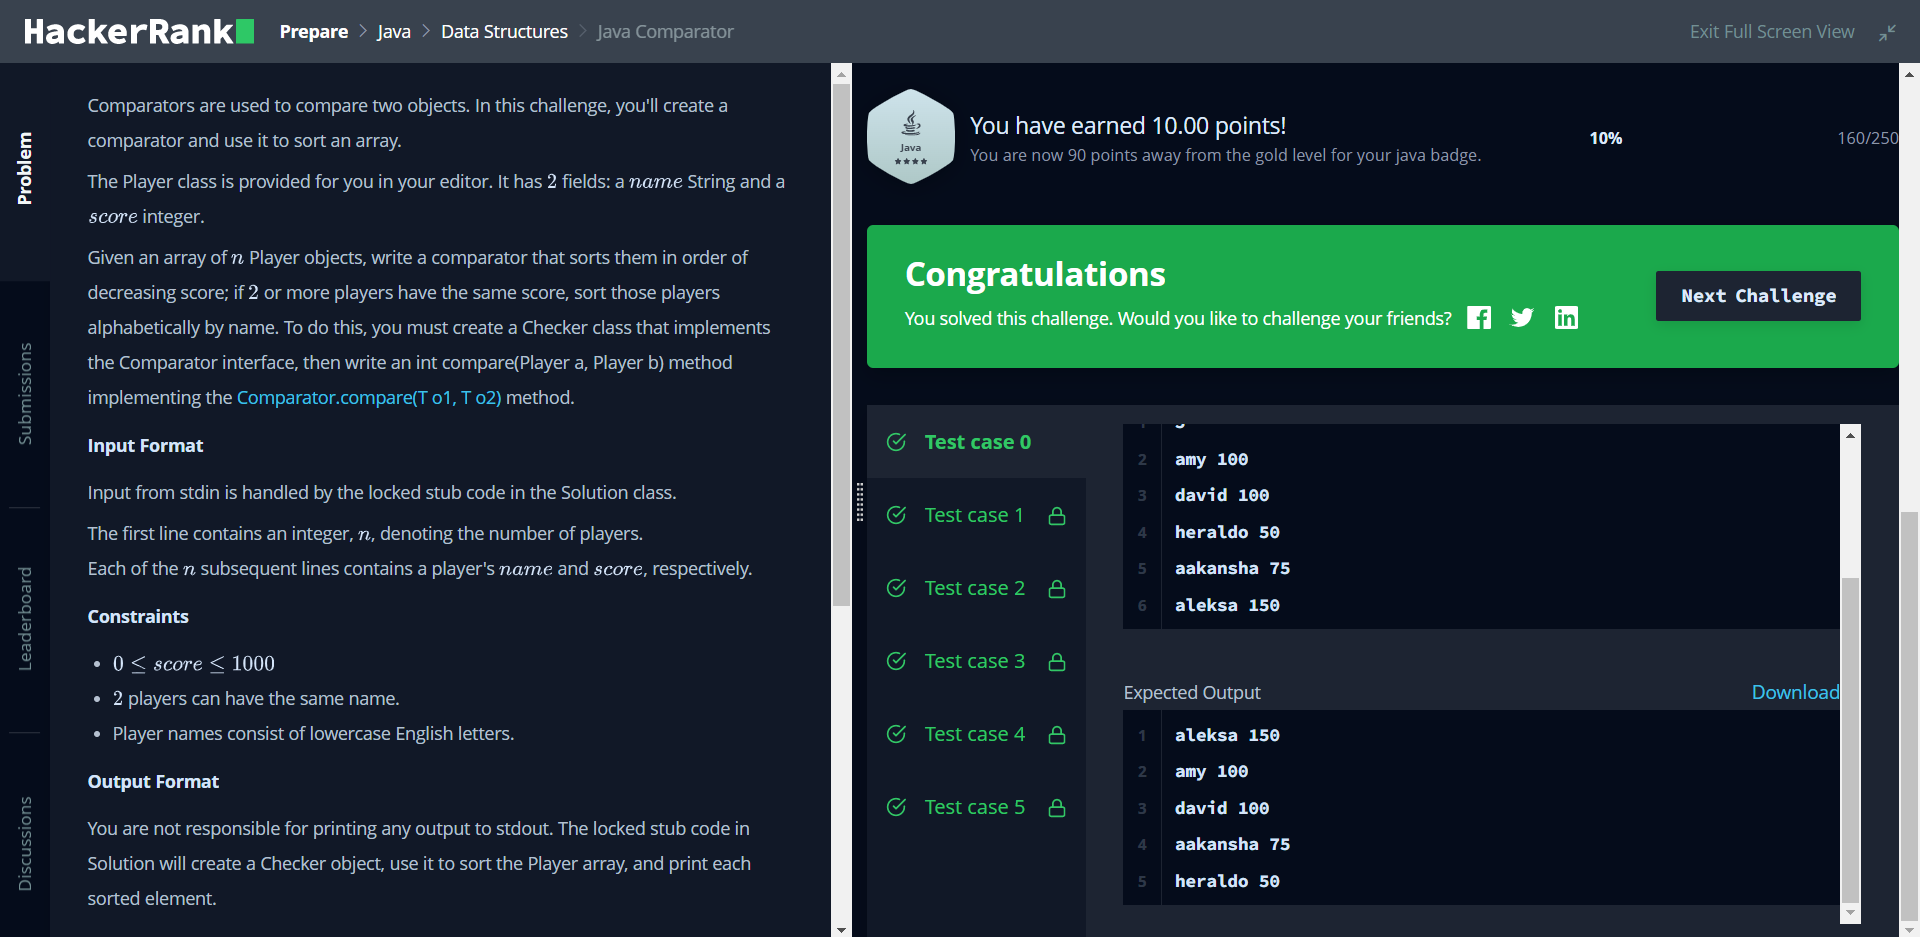 HackerRank
Prepare > Java > Data Structures > Java Comparator
Exit Full Screen View
Problem
Submissions
Leaderboard
Discussions
Comparators are used to compare two objects. In this challenge, you'll create a
comparator and use it to sort an array.
The Player class is provided for you in your editor. It has 2 fields: a name String and a
score integer.
Given an array of n Player objects, write a comparator that sorts them in order of
decreasing score; if 2 or more players have the same score, sort those players
alphabetically by name. To do this, you must create a Checker class that implements
the Comparator interface, then write an int compare(Player a, Player b) method
implementing the Comparator.compare(T o1, T o2) method.
Input Format
Input from stdin is handled by the locked stub code in the Solution class.
The first line contains an integer, n, denoting the number of players.
Each of the n subsequent lines contains a player's name and score, respectively.
Constraints
• 0 ≤ score ≤ 1000
• 2 players can have the same name.
• Player names consist of lowercase English letters.
Output Format
You are not responsible for printing any output to stdout. The locked stub code in
Solution will create a Checker object, use it to sort the Player array, and print each
sorted element.
Java
You have earned 10.00 points!
You are now 90 points away from the gold level for your java badge.
10%
160/250
Congratulations
You solved this challenge. Would you like to challenge your friends?
Next Challenge
Test case 0
Test case 1
Test case 2
Test case 3
Test case 4
Test case 5
2 amy 100
3 david 100
4 heraldo 50
5 aakansha 75
6 aleksa 150
Expected Output
Download
1 aleksa 150
2 amy 100
3 david 100
4 aakansha 75
5 heraldo 50